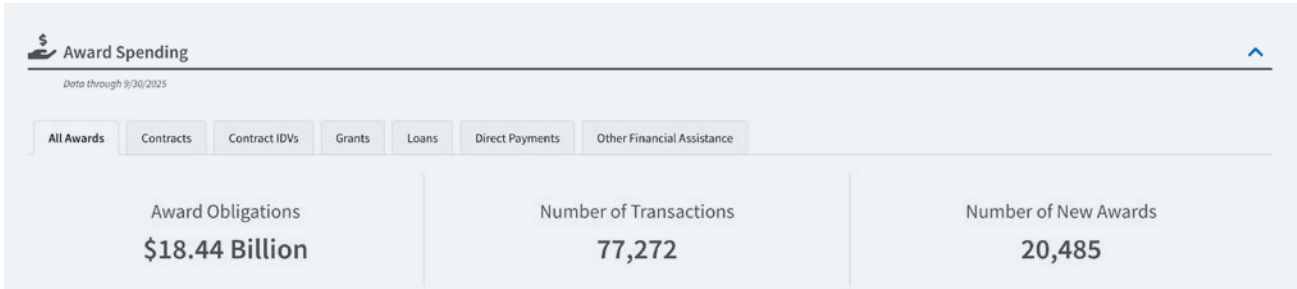 $
Award Spending
Data through 9/30/2025
All Awards Contracts Contract IDVs Grants Loans Direct Payments Other Financial Assistance
Award Obligations Number of Transactions Number of New Awards
$18.44 Billion 77,272 20,485